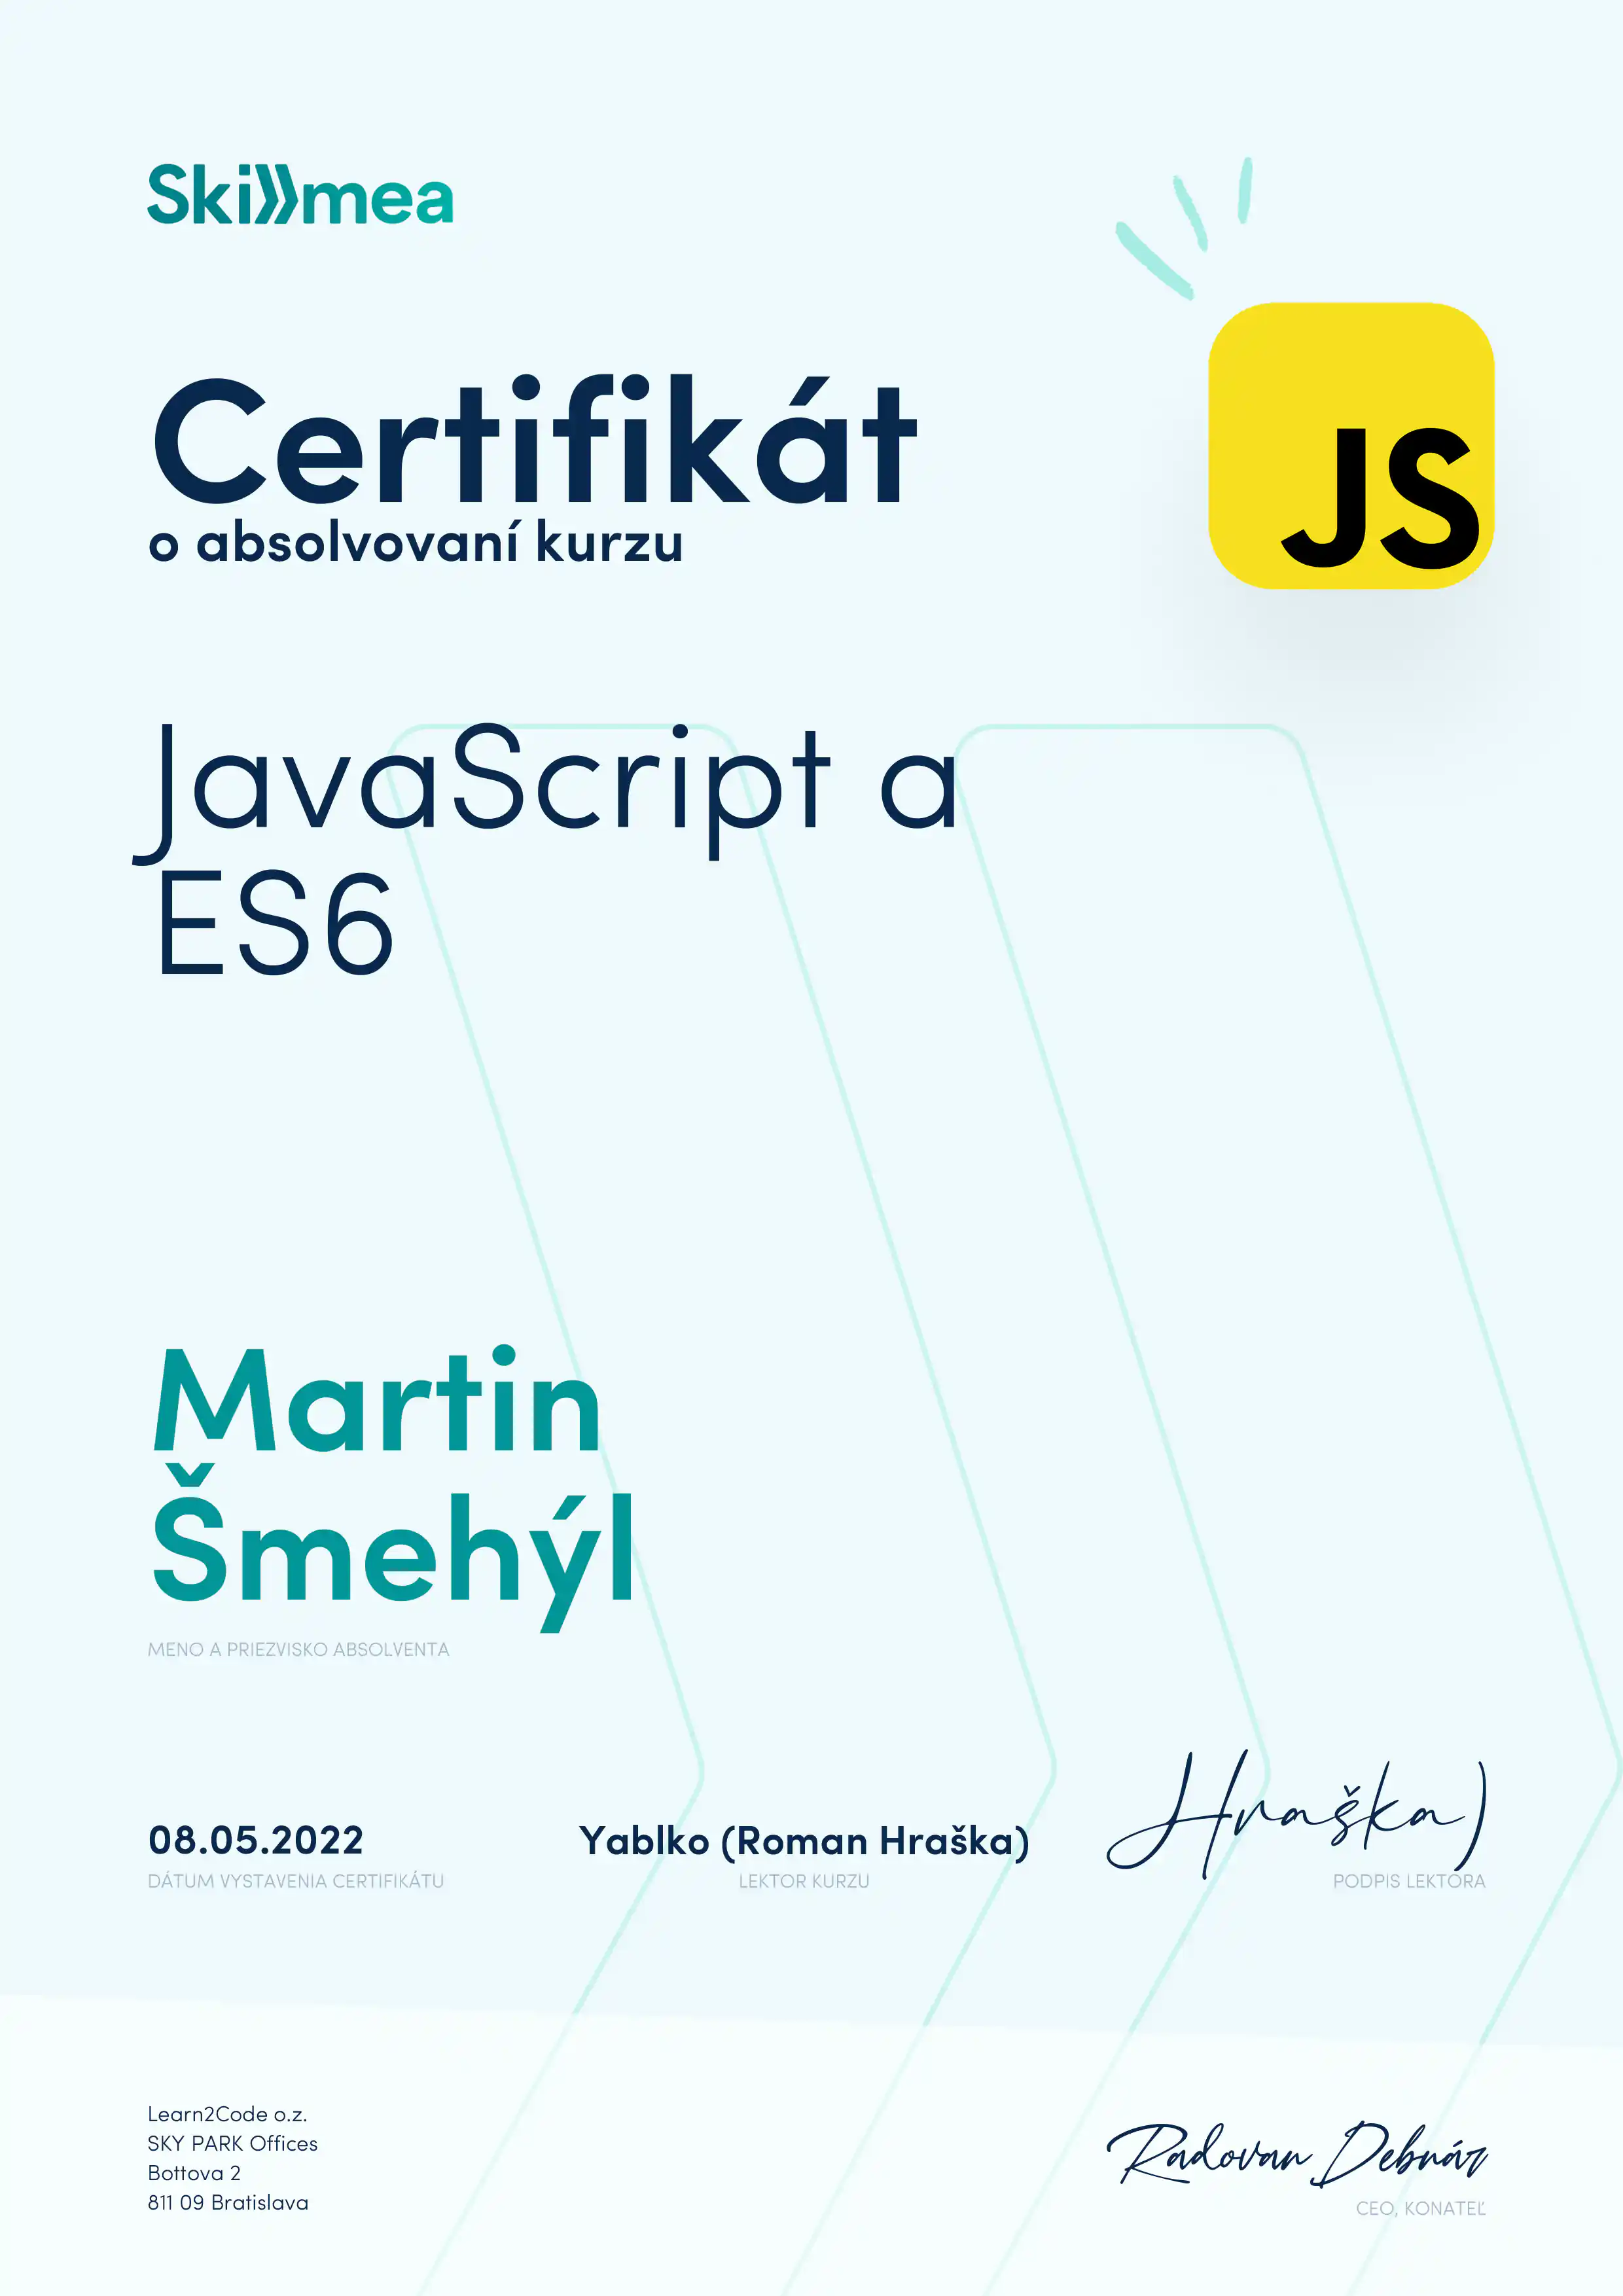 Skillmea
Certifikát
o absolvovaní kurzu
JS
JavaScript a
ES6
Martin
Šmehýl
MENO A PRIEZVISKO ABSOLVENTA
08.05.2022
DÁTUM VYSTAVENIA CERTIFIKÁTU
Yablko (Roman Hraška)
LEKTOR KURZU
Hraška)
PODPIS LEKTORA
Learn2Code o.z.
SKY PARK Offices
Bottova 2
811 09 Bratislava
Radovan Debnár
CEO, KONATEĽ